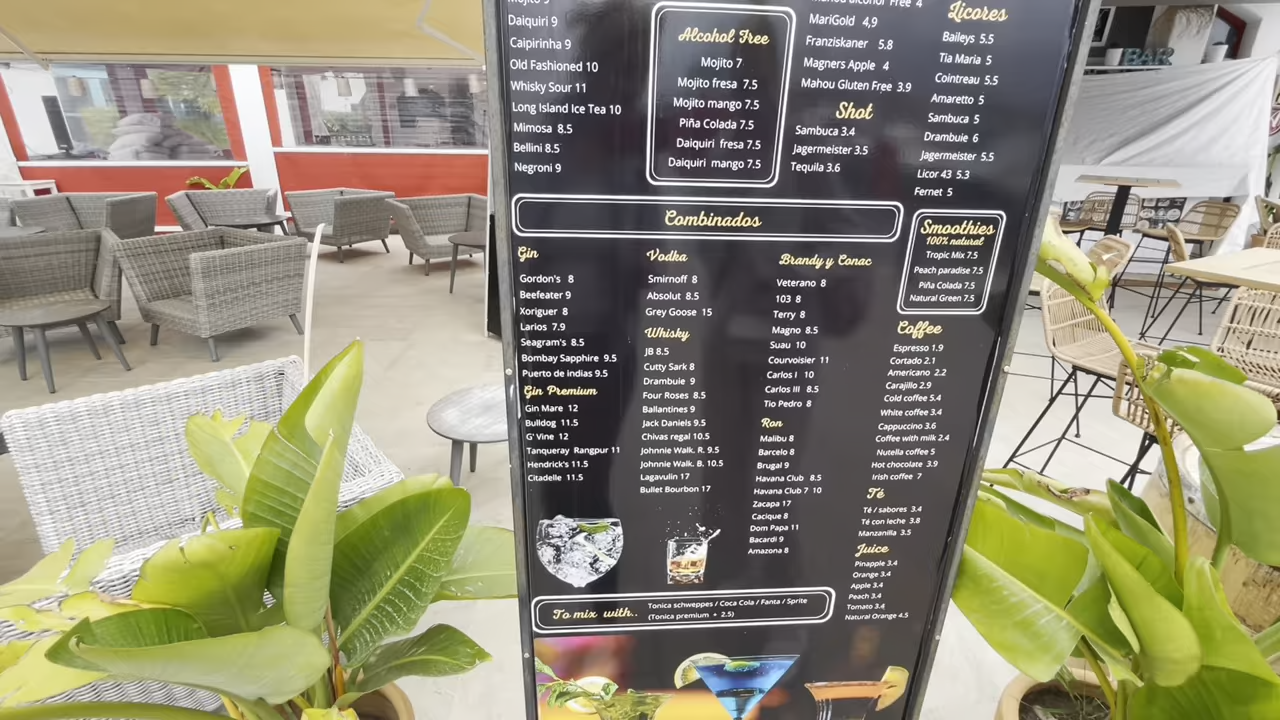 Mojito 9
Daiquiri 9
Caipirinha 9
Old Fashioned 10
Whisky Sour 11
Long Island Ice Tea 10
Mimosa 8.5
Bellini 8.5
Negroni 9
Alcohol Free
Mojito 7
Mojito fresa 7.5
Mojito mango 7.5
Piña Colada 7.5
Daiquiri fresa 7.5
Daiquiri mango 7.5
Free 4
MariGold 4,9
Franziskaner 5.8
Magners Apple 4
Mahou Gluten Free 3.9
Shot
Sambuca 3.4
Jagermeister 3.5
Tequila 3.6
Licores
Baileys 5.5
Tia Maria 5
Cointreau 5.5
Amaretto 5
Sambuca 5
Drambuie 6
Jagermeister 5.5
Licor 43 5.3
Fernet 5
Combinados
Gin
Gordon's 8
Beefeater 9
Xoriguer 8
Larios 7.9
Seagram's 8.5
Bombay Sapphire 9.5
Puerto de indias 9.5
Gin Premium
Gin Mare 12
Bulldog 11.5
G' Vine 12
Tanqueray Rangpur 11
Hendrick's 11.5
Citadelle 11.5
Vodka
Smirnoff 8
Absolut 8.5
Grey Goose 15
Whisky
JB 8.5
Cutty Sark 8
Drambuie 9
Four Roses 8.5
Ballantines 9
Jack Daniels 9.5
Chivas regal 10.5
Johnnie Walk. R. 9.5
Johnnie Walk. B. 10.5
Lagavulin 17
Bullet Bourbon 17
Brandy y Conac
Veterano 8
103 8
Terry 8
Magno 8.5
Suau 10
Courvoisier 11
Carlos I 10
Carlos III 8.5
Tio Pedro 8
Ron
Malibu 8
Barcelo 8
Brugal 9
Havana Club 8.5
Havana Club 7 10
Zacapa 17
Cacique 8
Dom Papa 11
Bacardi 9
Amazona 8
Smoothies
100% natural
Tropic Mix 7.5
Peach paradise 7.5
Piña Colada 7.5
Natural Green 7.5
Coffee
Espresso 1.9
Cortado 2.1
Americano 2.2
Carajillo 2.9
Cold coffee 5.4
White coffee 3.4
Cappuccino 3.6
Coffee with milk 2.4
Nutella coffee 5
Hot chocolate 3.9
Irish coffee 7
Té
Té / sabores 3.4
Té con leche 3.8
Manzanilla 3.5
Juice
Pinapple 3.4
Orange 3.4
Apple 3.4
Peach 3.4
Tomato 3.4
Natural Orange 4.5
To mix with..
Tonica schweppes / Coca Cola / Fanta / Sprite
(Tonica premium + 2.5)
BAR